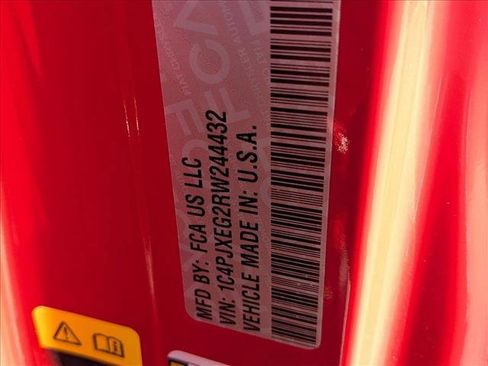 MFD BY: FCA US LLC
VIN: 1C4PJXEG2RW244432
VEHICLE MADE IN: U.S.A.